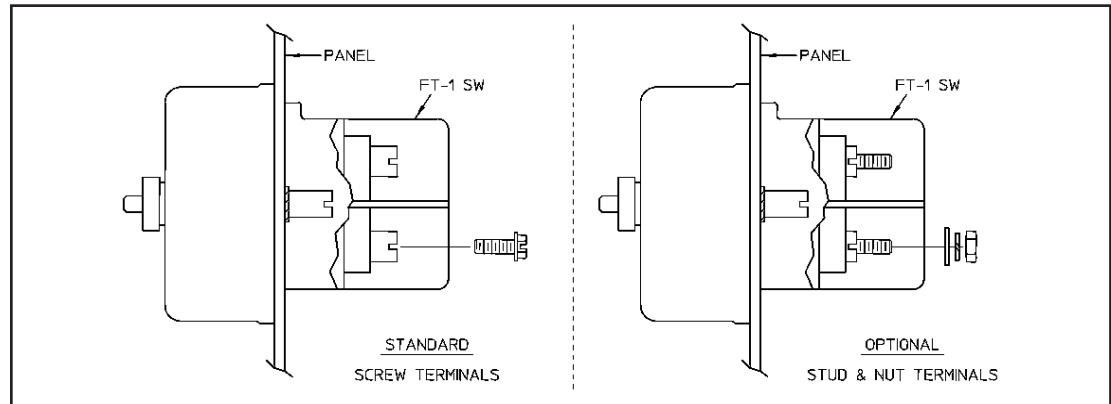 PANEL
FT-1 SW
STANDARD
SCREW TERMINALS
PANEL
FT-1 SW
OPTIONAL
STUD & NUT TERMINALS